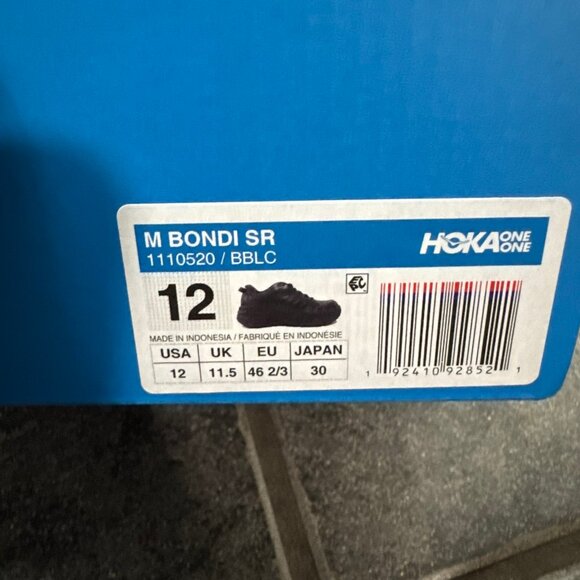 M BONDI SR
1110520 / BBLC
HOKA ONE ONE
12
MADE IN INDONESIA / FABRIQUÉ EN INDONÉSIE
USA UK EU JAPAN
12 11.5 46 2/3 30
1 92410 92852 1